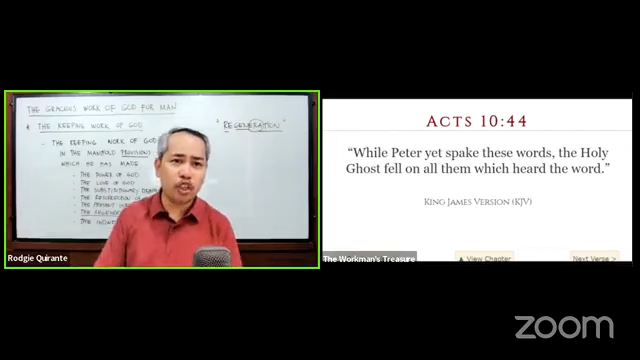 THE GRACIOUS WORK OF GOD FOR MAN
THE KEEPING WORK OF GOD
- THE KEEPING WORK OF GOD
IN THE MANIFOLD PROVISIONS
WHICH HE HAS MADE
- THE POWER OF GOD
- THE LOVE OF GOD
- THE SUBSTITUTIONARY
- THE RESURRECTION OF
- THE PRESENT
- THE
- THE
"REGENERATION"
Rodgie Quirante
ACTS 10:44
“While Peter yet spake these words, the Holy
Ghost fell on all them which heard the word.”
KING JAMES VERSION (KJV)
The Workman's Treasure
▲ View Chapter
Next Verse >
zoom